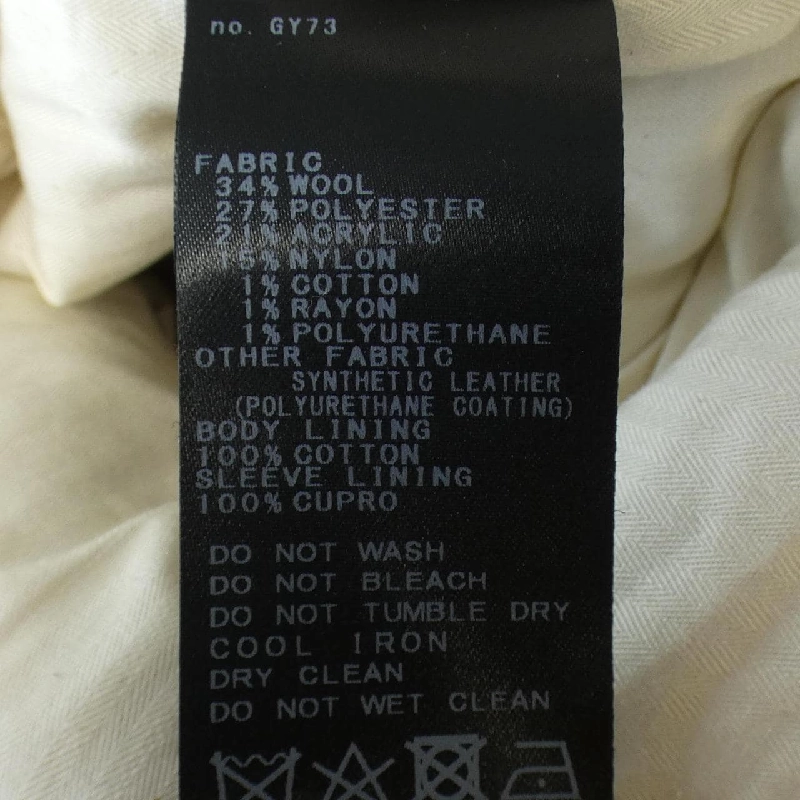 no. GY73
FABRIC
34% WOOL
27% POLYESTER
21% ACRYLIC
15% NYLON
1% COTTON
1% RAYON
1% POLYURETHANE
OTHER FABRIC
SYNTHETIC LEATHER
(POLYURETHANE COATING)
BODY LINING
100% COTTON
SLEEVE LINING
100% CUPRO
DO NOT WASH
DO NOT BLEACH
DO NOT TUMBLE DRY
COOL IRON
DRY CLEAN
DO NOT WET CLEAN